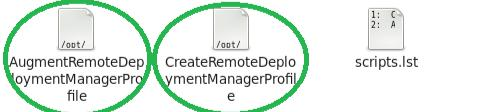 /opt/
AugmentRemoteDep
loymentManagerPro
file
/opt/
CreateRemoteDeplo
ymentManagerProfil
e
1: C
2: A
scripts.lst